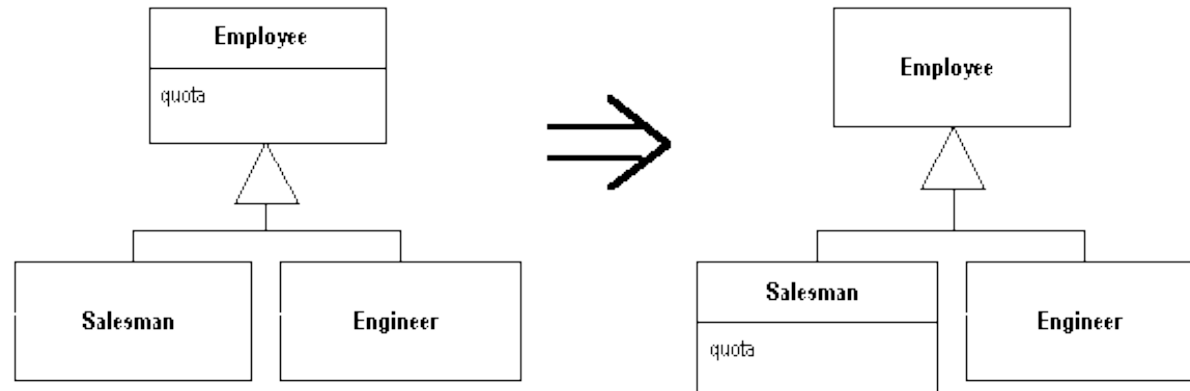 Employee
quota
Salesman
Engineer
Employee
Salesman
quota
Engineer